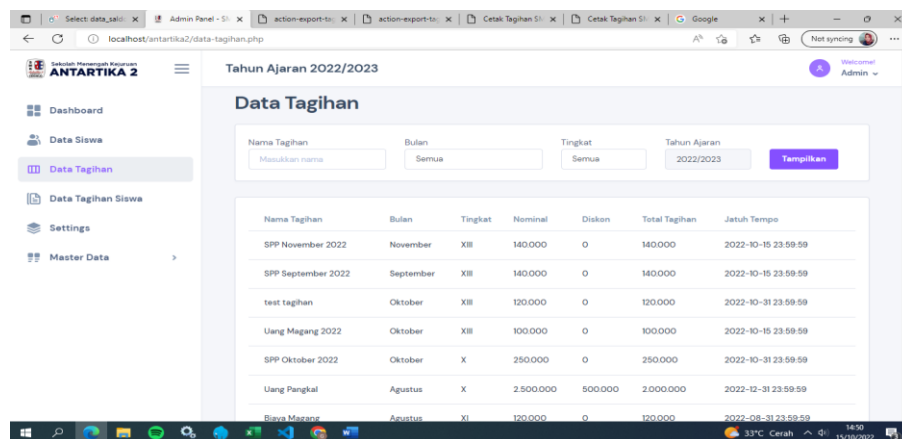 Select: data_sald
Admin Panel - S
action-export-ta
action-export-ta
Cetak Tagihan S
Cetak Tagihan S
Google
localhost/antartika2/data-tagihan.php
Not syncing
Sekolah Menengah Kejuruan
ANTARTIKA 2
Tahun Ajaran 2022/2023
Welcome!
Admin
Dashboard
Data Siswa
Data Tagihan
Data Tagihan Siswa
Settings
Master Data
Data Tagihan
Nama Tagihan Bulan Tingkat Tahun Ajaran
Masukkan nama Semua Semua 2022/2023 Tampilkan
Nama Tagihan Bulan Tingkat Nominal Diskon Total Tagihan Jatuh Tempo
SPP November 2022 November XIII 140.000 0 140.000 2022-10-15 23:59:59
SPP September 2022 September XIII 140.000 0 140.000 2022-10-15 23:59:59
test tagihan Oktober XIII 120.000 0 120.000 2022-10-31 23:59:59
Uang Magang 2022 Oktober XIII 100.000 0 100.000 2022-10-15 23:59:59
SPP Oktober 2022 Oktober X 250.000 0 250.000 2022-10-31 23:59:59
Uang Pangkal Agustus X 2.500.000 500.000 2.000.000 2022-12-31 23:59:59
Biaya Magang Agustus XI 120.000 0 120.000 2022-08-31 23:59:59
33°C Cerah
14:50
15/10/2022